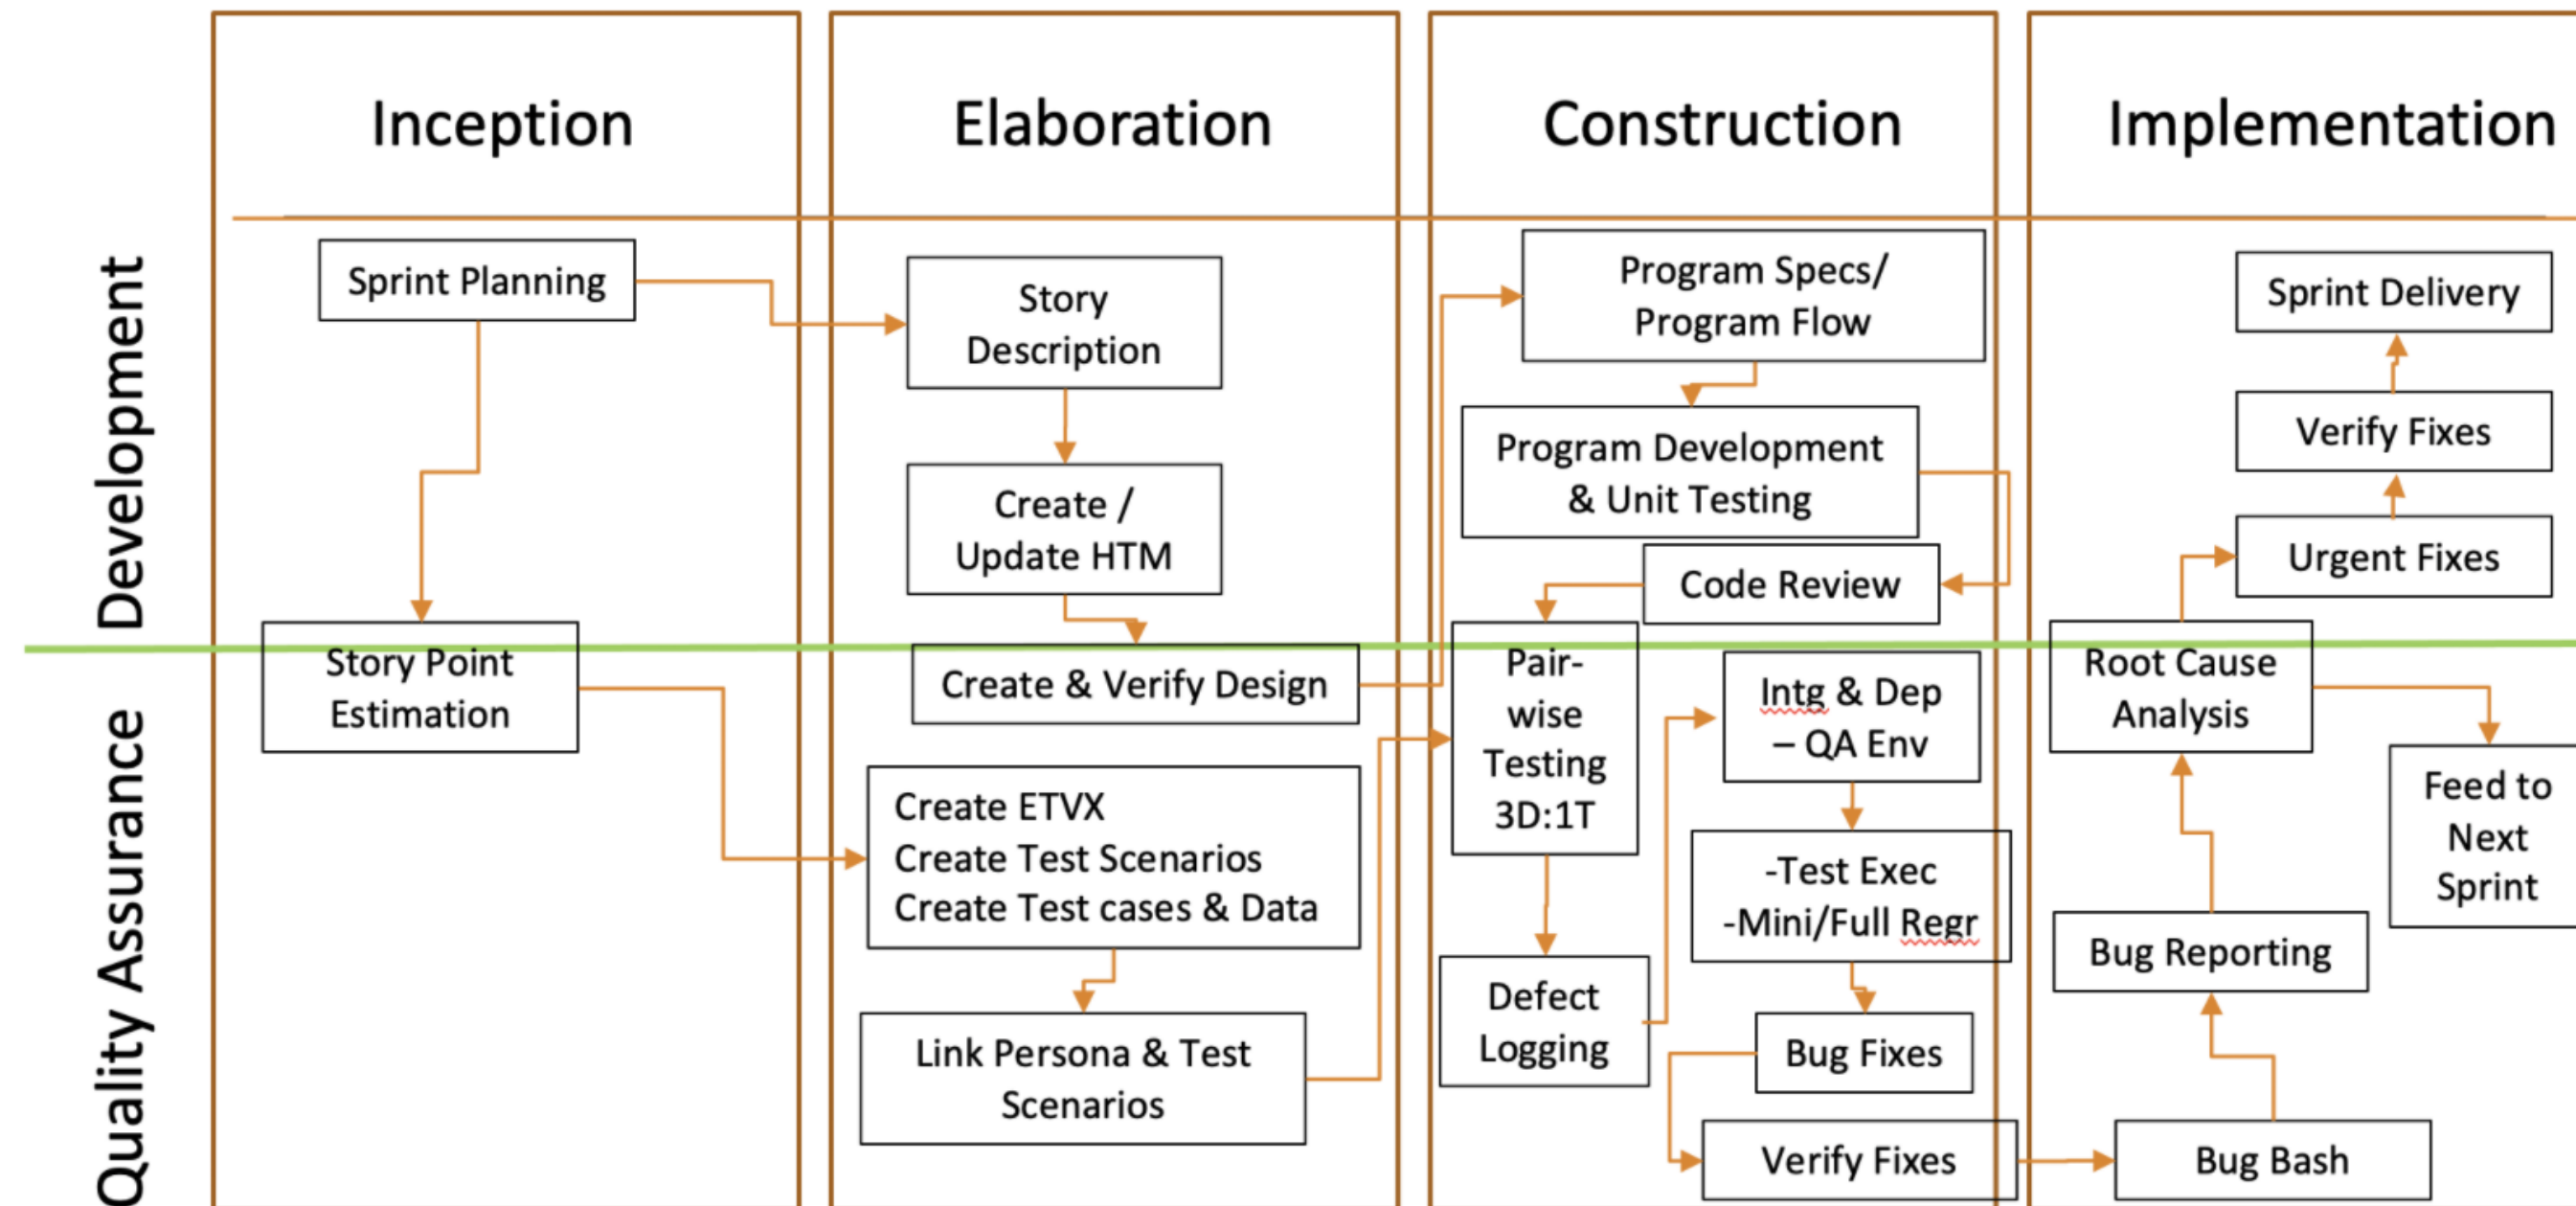 Inception
Elaboration
Construction
Implementation
Development
Quality Assurance
Sprint Planning
Story Point
Estimation
Story
Description
Create /
Update HTM
Create & Verify Design
Create ETVX
Create Test Scenarios
Create Test cases & Data
Link Persona & Test
Scenarios
Program Specs/
Program Flow
Program Development
& Unit Testing
Code Review
Pair-
wise
Testing
3D:1T
Defect
Logging
Intg & Dep
– QA Env
-Test Exec
-Mini/Full Regr
Bug Fixes
Verify Fixes
Sprint Delivery
Verify Fixes
Urgent Fixes
Root Cause
Analysis
Feed to
Next
Sprint
Bug Reporting
Bug Bash